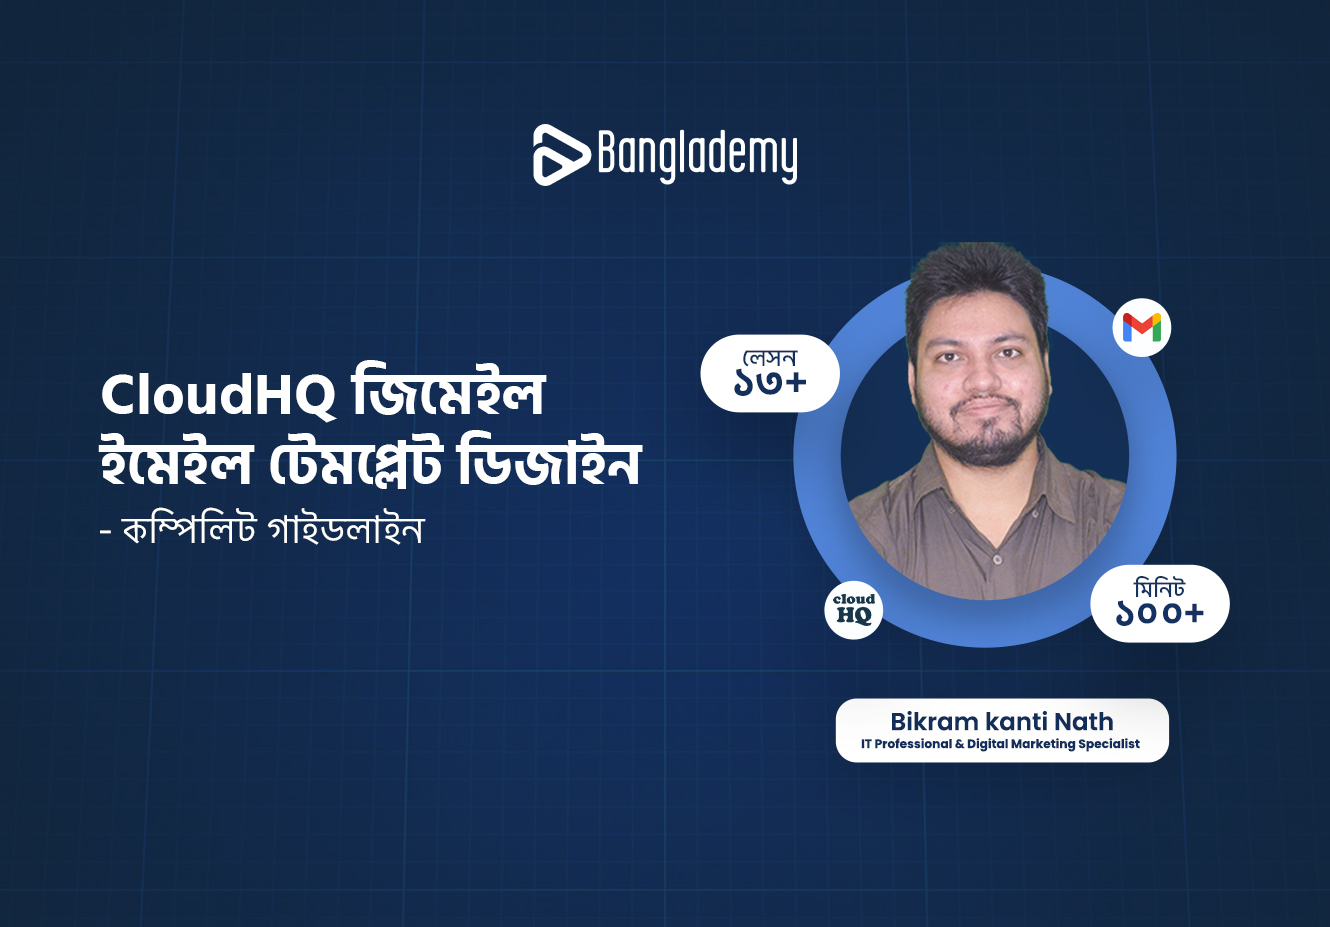 Bangladesmy
CloudHQ জিমেইল
ইমেইল টেমপ্লেট ডিজাইন
- কম্পিলিট গাইডলাইন
লেসন
১৩+
cloud
HQ
মিনিট
১০০+
Bikram kanti Nath
IT Professional & Digital Marketing Specialist